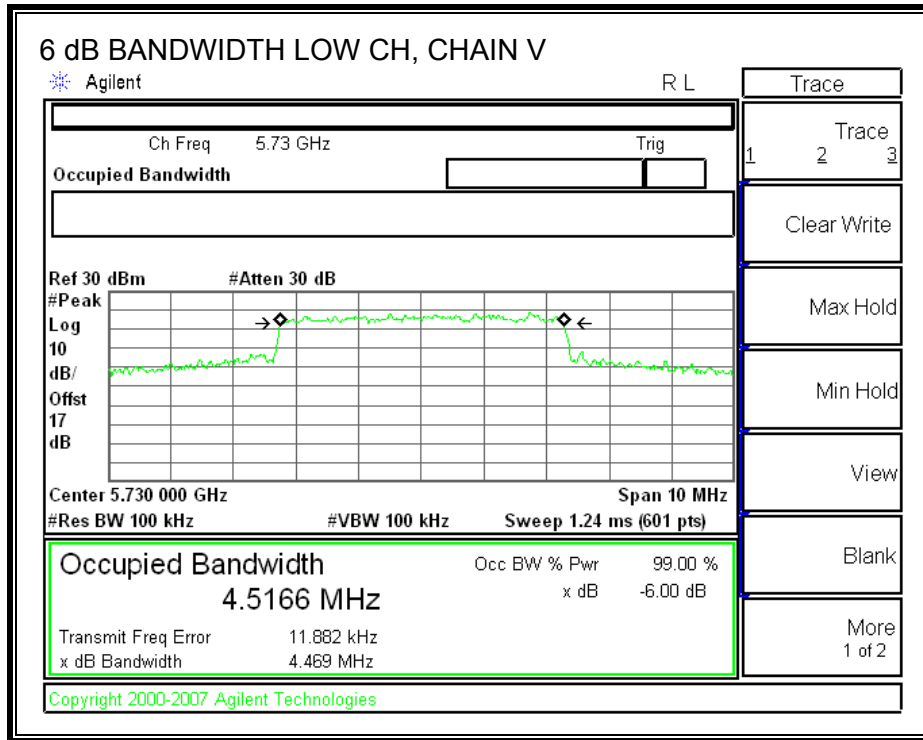 6 dB BANDWIDTH LOW CH, CHAIN V
Agilent R L
Ch Freq 5.73 GHz Trig
Occupied Bandwidth
Ref 30 dBm #Atten 30 dB
#Peak
Log
10
dB/
Offst
17
dB
Center 5.730 000 GHz Span 10 MHz
#Res BW 100 kHz #VBW 100 kHz Sweep 1.24 ms (601 pts)
Occupied Bandwidth Occ BW % Pwr 99.00 %
4.5166 MHz x dB -6.00 dB
Transmit Freq Error 11.882 kHz
x dB Bandwidth 4.469 MHz
Copyright 2000-2007 Agilent Technologies
Trace
Trace
1 2 3
Clear Write
Max Hold
Min Hold
View
Blank
More
1 of 2